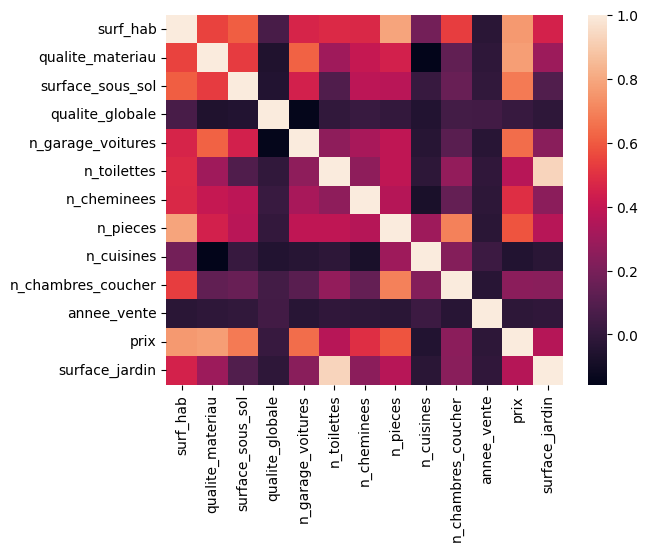 surf_hab
qualite_materiau
surface_sous_sol
qualite_globale
n_garage_voitures
n_toilettes
n_cheminees
n_pieces
n_cuisines
n_chambres_coucher
annee_vente
prix
surface_jardin
surf_hab
qualite_materiau
surface_sous_sol
qualite_globale
n_garage_voitures
n_toilettes
n_cheminees
n_pieces
n_cuisines
n_chambres_coucher
annee_vente
prix
surface_jardin
1.0
0.8
0.6
0.4
0.2
0.0